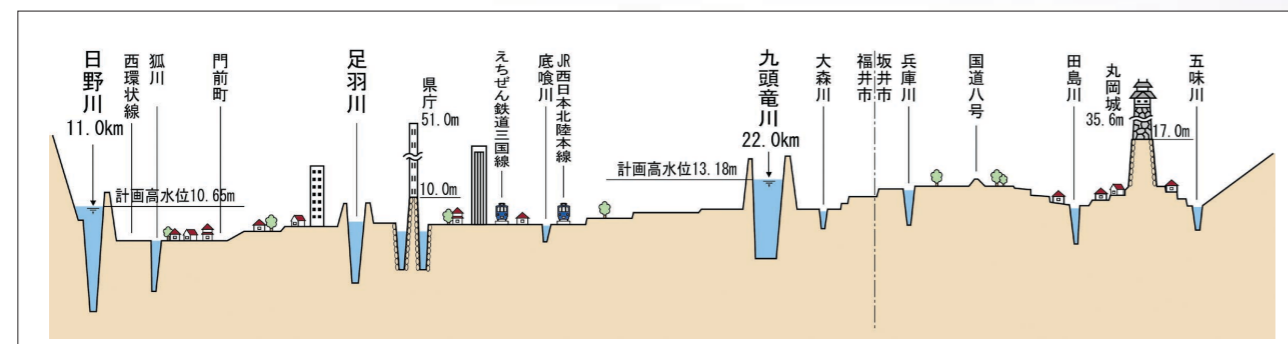 日野川
11.0km
西環状線
狐川
門前町
計画高水位10.65m
足羽川
県庁
51.0m
10.0m
えちぜん鉄道三国線
底喰川
JR西日本北陸本線
九頭竜川
22.0km
計画高水位13.18m
大森川
福井市
坂井市
兵庫川
国道八号
田島川
丸岡城
35.6m
17.0m
五味川